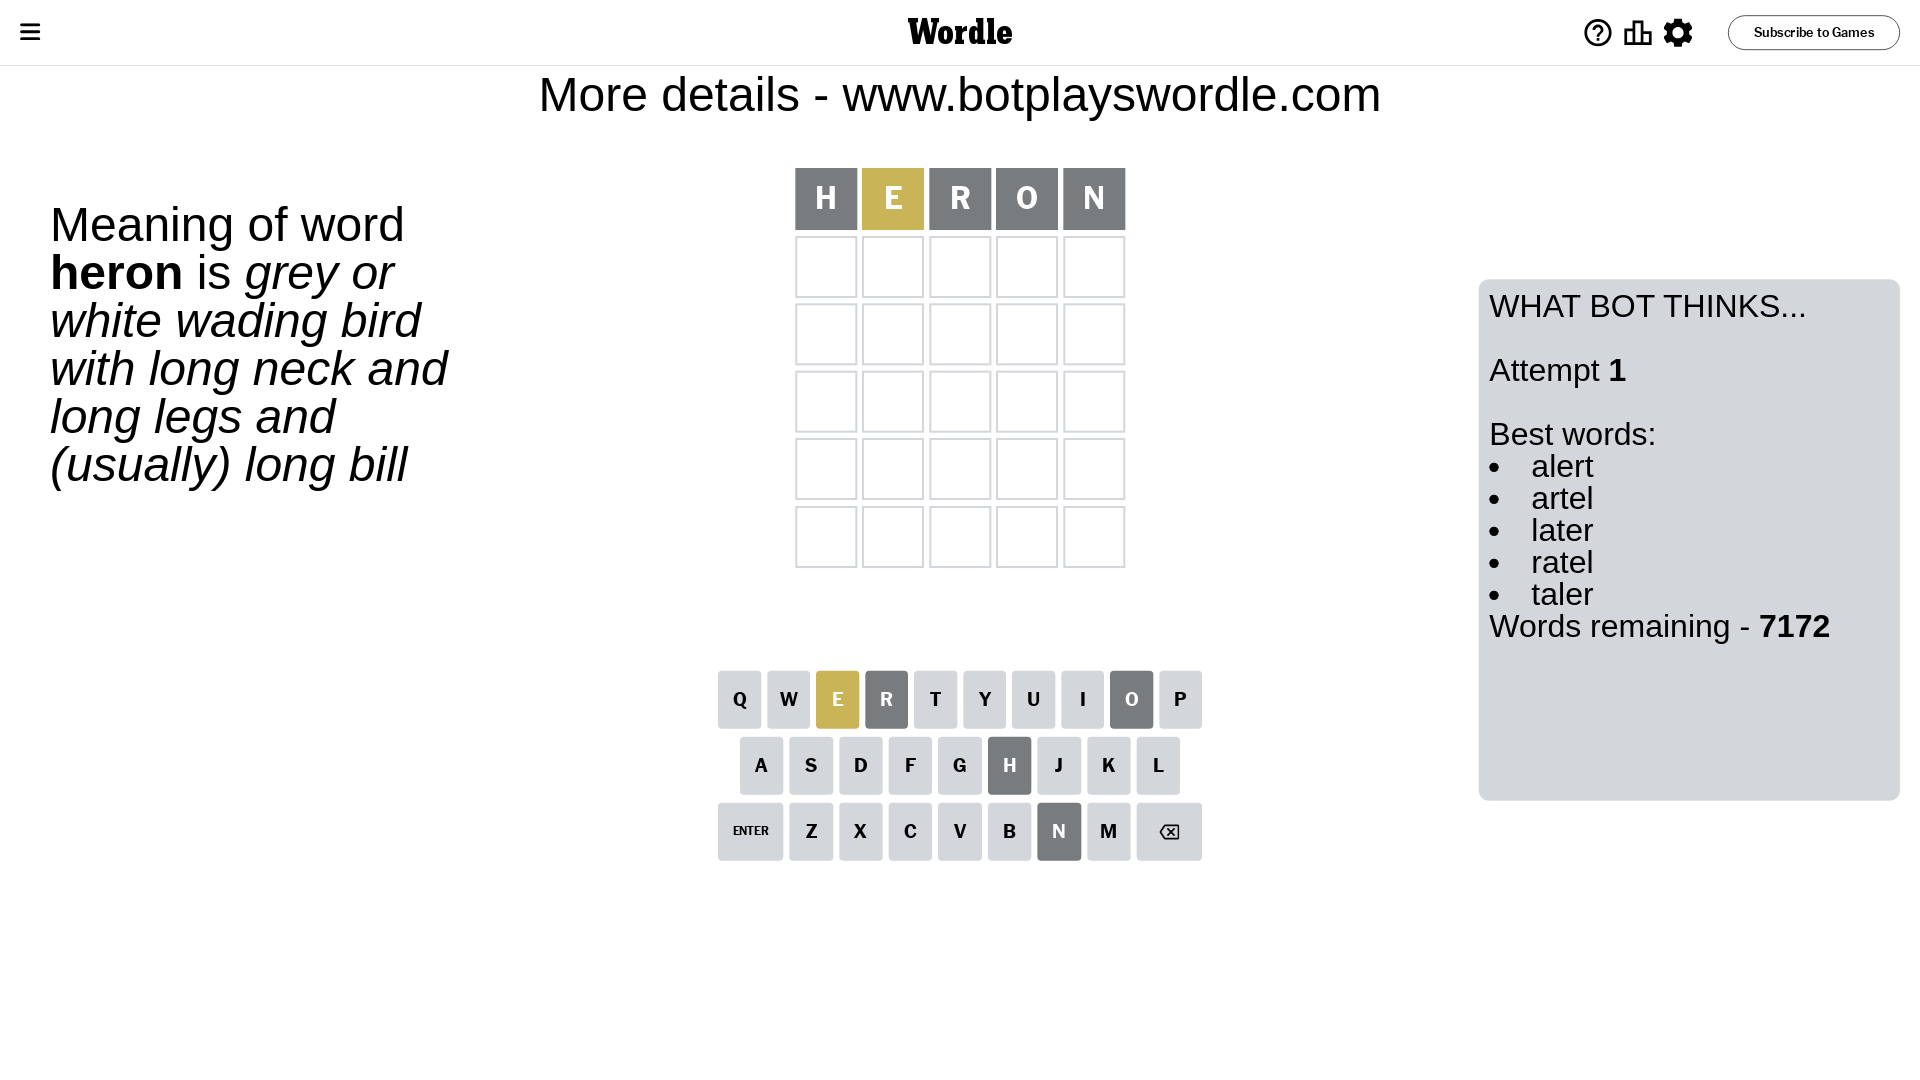 Wordle
Subscribe to Games
More details - www.botplayswordle.com
Meaning of word
heron is grey or
white wading bird
with long neck and
long legs and
(usually) long bill
H E R O N
WHAT BOT THINKS...
Attempt 1
Best words:
• alert
• artel
• later
• ratel
• taler
Words remaining - 7172
Q W E R T Y U I O P
A S D F G H J K L
ENTER Z X C V B N M